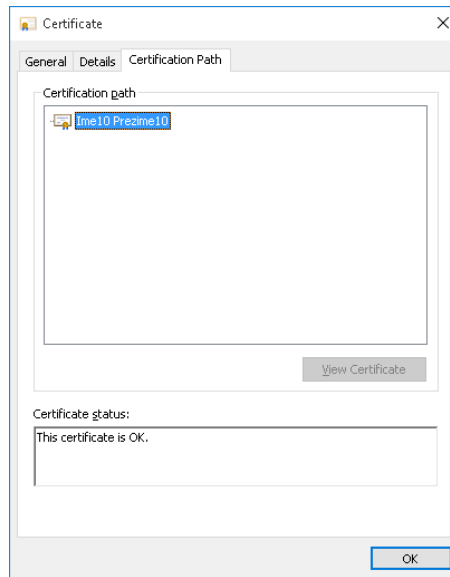 Certificate
General
Details
Certification Path
Certification path
Ime10 Prezime10
View Certificate
Certificate status:
This certificate is OK.
OK